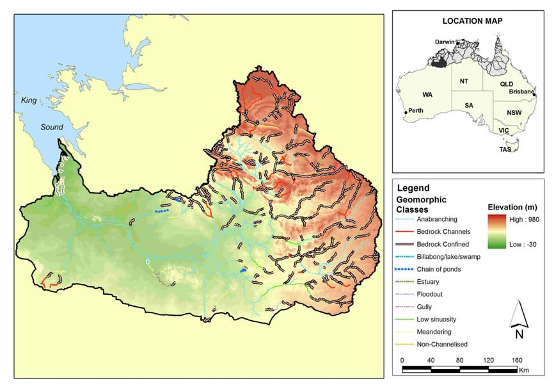 King
Sound
LOCATION MAP
Darwin
NT
QLD
WA
Brisbane
SA
Perth
NSW
VIC
TAS
Legend
Geomorphic
Classes
Anabranching
Bedrock Channels
Bedrock Confined
Billabong/lake/swamp
Chain of ponds
Estuary
Floodout
Gully
Low sinuosity
Meandering
Non-Channelised
Elevation (m)
High : 980
Low : -30
N
0 40 80 120 160
Km